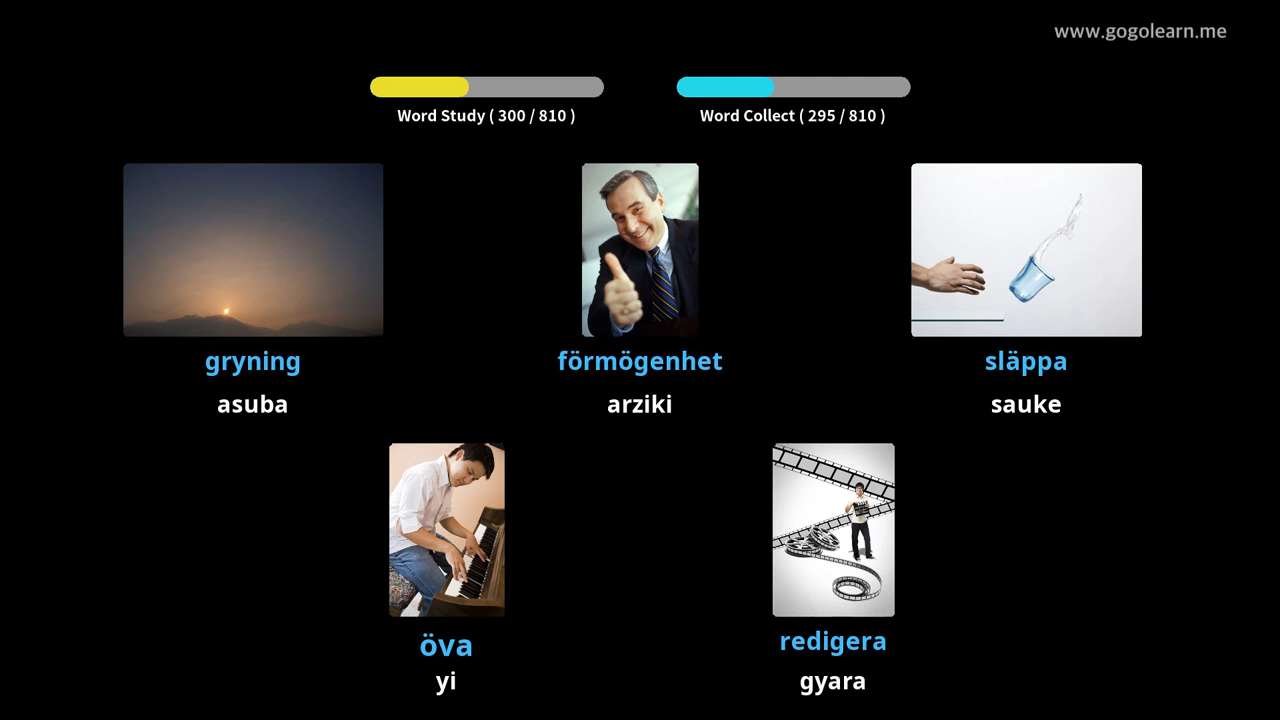 www.gogolearn.me
Word Study ( 300 / 810 )
Word Collect ( 295 / 810 )
gryning
asuba
förmögenhet
arziki
släppa
sauke
öva
yi
redigera
gyara